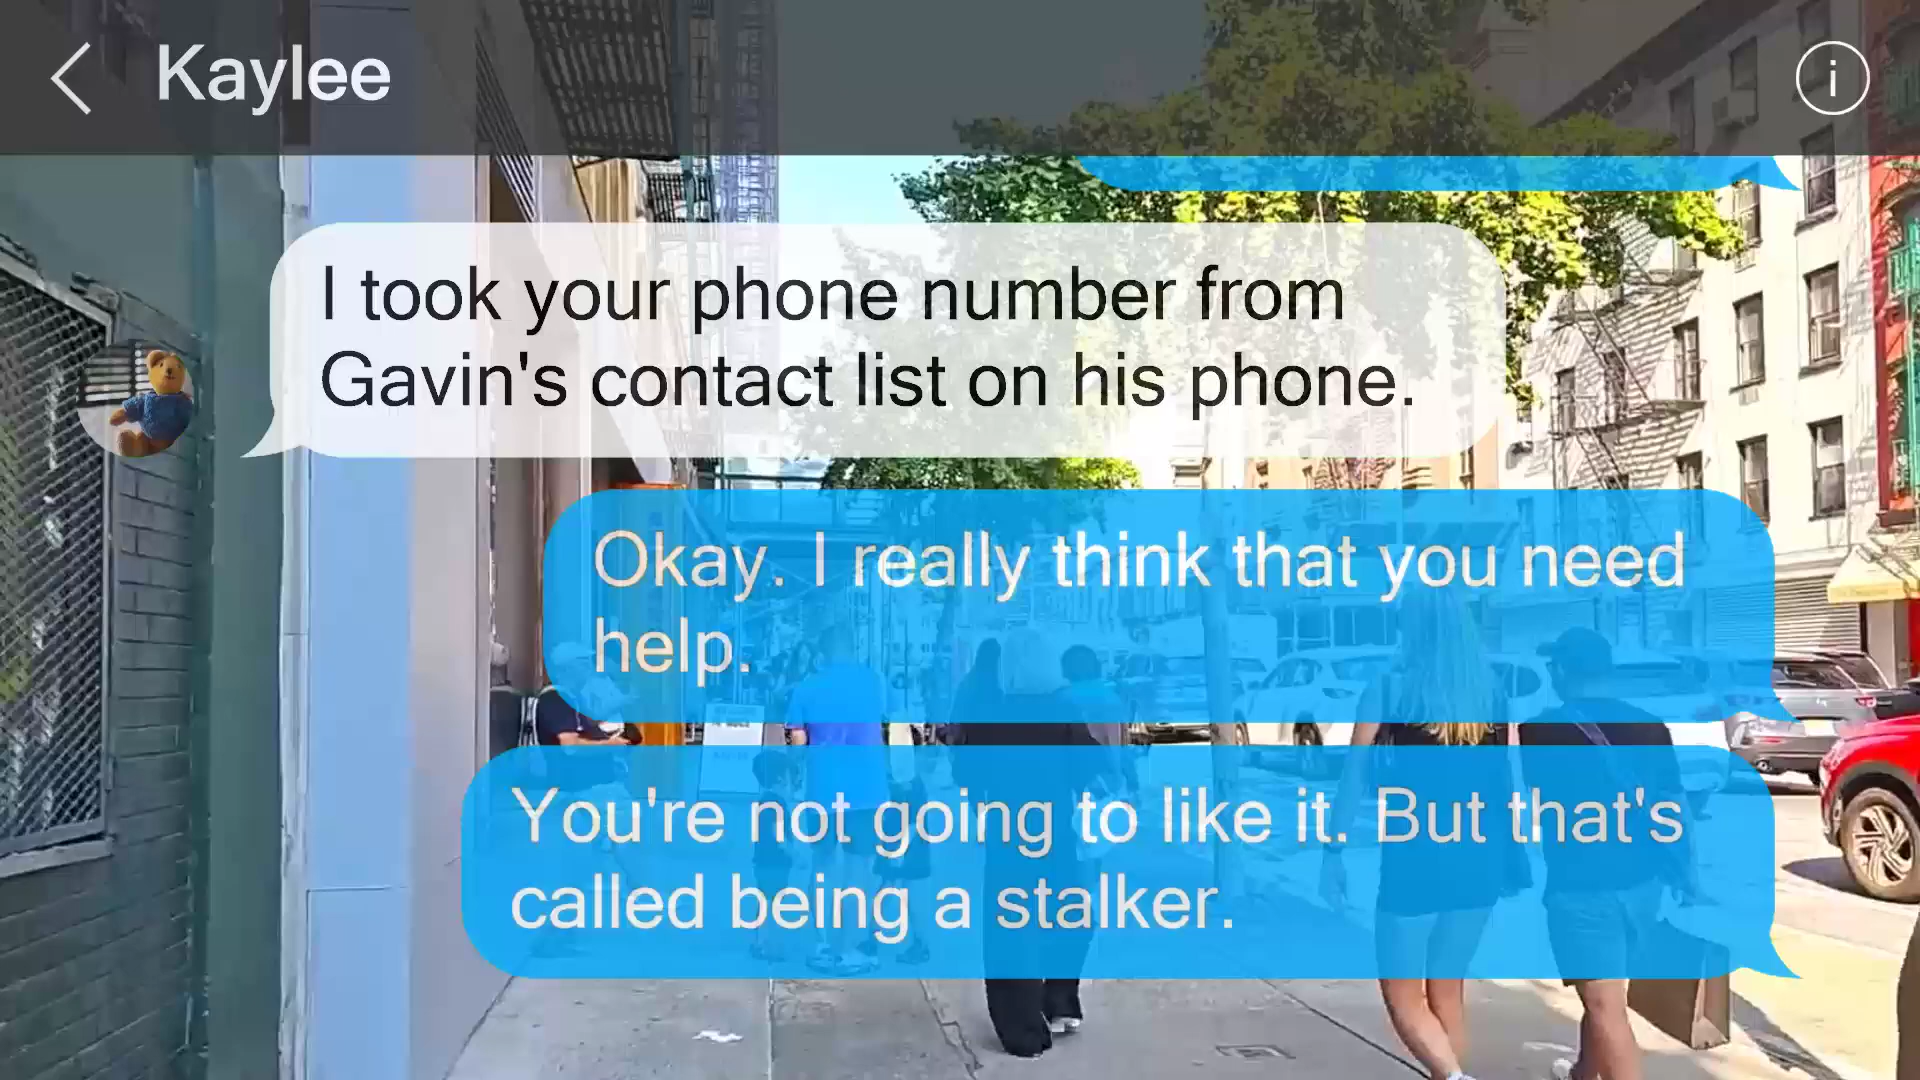 Kaylee
I took your phone number from
Gavin's contact list on his phone.
Okay. I really think that you need
help.
You're not going to like it. But that's
called being a stalker.